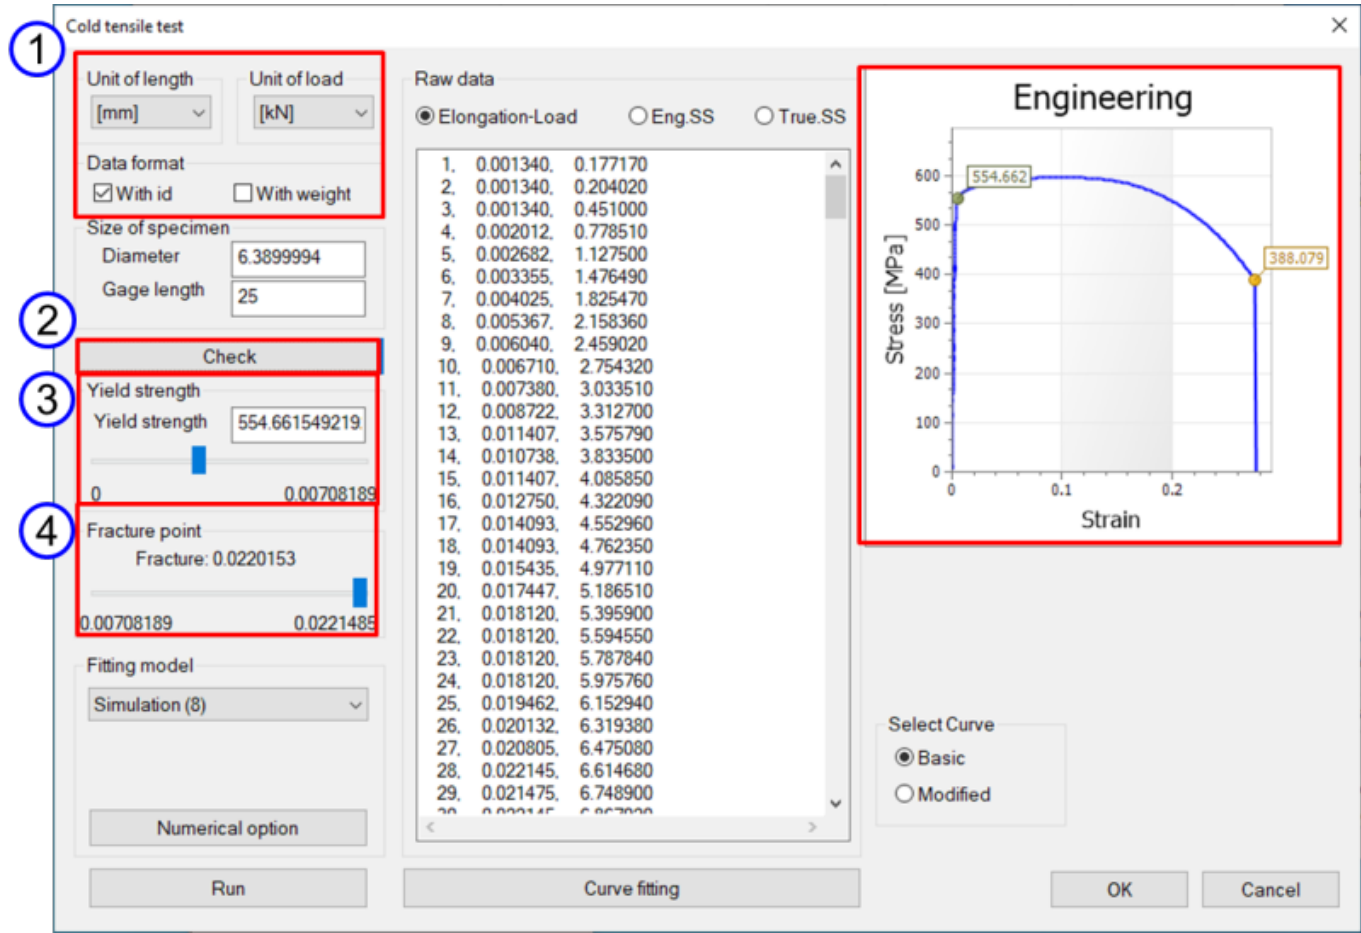 Cold tensile test
1
Unit of length
Unit of load
[mm]
[kN]
Data format
With id
With weight
Size of specimen
Diameter
6.3899994
Gage length
25
2
Check
3
Yield strength
Yield strength
554.661549219
0
0.00708189
4
Fracture point
Fracture: 0.0220153
0.00708189
0.0221485
Fitting model
Simulation (8)
Numerical option
Run
Raw data
Elongation-Load
Eng.SS
True.SS
1, 0.001340, 0.177170
2, 0.001340, 0.204020
3, 0.001340, 0.451000
4, 0.002012, 0.778510
5, 0.002682, 1.127500
6, 0.003355, 1.476490
7, 0.004025, 1.825470
8, 0.005367, 2.158360
9, 0.006040, 2.459020
10, 0.006710, 2.754320
11, 0.007380, 3.033510
12, 0.008722, 3.312700
13, 0.011407, 3.575790
14, 0.010738, 3.833500
15, 0.011407, 4.085850
16, 0.012750, 4.322090
17, 0.014093, 4.552960
18, 0.014093, 4.762350
19, 0.015435, 4.977110
20, 0.017447, 5.186510
21, 0.018120, 5.395900
22, 0.018120, 5.594550
23, 0.018120, 5.787840
24, 0.018120, 5.975760
25, 0.019462, 6.152940
26, 0.020132, 6.319380
27, 0.020805, 6.475080
28, 0.022145, 6.614680
29, 0.021475, 6.748900
Curve fitting
Engineering
Stress [MPa]
600
500
400
300
200
100
0
554.662
388.079
0
0.1
0.2
Strain
Select Curve
Basic
Modified
OK
Cancel